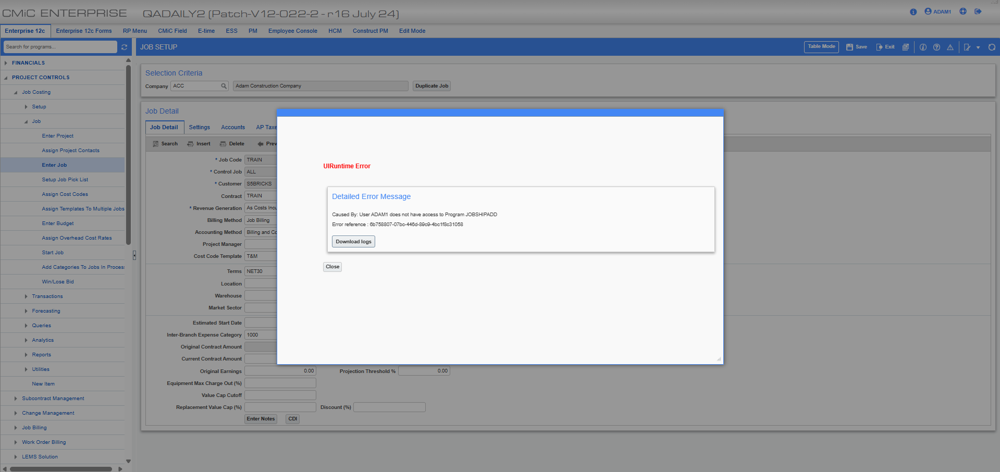 CMiC ENTERPRISE
QADAILY2 (Patch-V12-022-2 - r16 July 24)
ADAM1
Enterprise 12c
Enterprise 12c Forms
RP Menu
CMiC Field
E-time
ESS
PM
Employee Console
HCM
Construct PM
Edit Mode
Search for programs...
JOB SETUP
Table Mode
Save
Exit
FINANCIALS
PROJECT CONTROLS
Job Costing
Setup
Job
Enter Project
Assign Project Contacts
Enter Job
Setup Job Pick List
Assign Cost Codes
Assign Templates To Multiple Jobs
Enter Budget
Assign Overhead Cost Rates
Start Job
Add Categories To Jobs In Proces
Win/Lose Bid
Transactions
Forecasting
Queries
Analytics
Reports
Utilities
New Item
Subcontract Management
Change Management
Job Billing
Work Order Billing
LEMS Solution
Selection Criteria
Company ACC Adam Construction Company Duplicate Job
Job Detail
Job Detail Settings Accounts AP Taxe
Search Insert Delete Prev
* Job Code TRAIN
* Control Job ALL
* Customer S5BRICKS
Contract TRAIN
* Revenue Generation As Costs Incu
Billing Method Job Billing
Accounting Method Billing and Co
Project Manager
Cost Code Template T&M
Terms NET30
Location
Warehouse
Market Sector
Estimated Start Date
Inter-Branch Expense Category 1000
Original Contract Amount
Current Contract Amount
Original Earnings 0.00 Projection Threshold % 0.00
Equipment Max Charge Out (%)
Value Cap Cutoff
Replacement Value Cap (%) Discount (%)
Enter Notes CDI
UIRuntime Error
Detailed Error Message
Caused By: User ADAM1 does not have access to Program JOBSHIPADD
Error reference : 6b758807-07bc-446d-89c9-4bc1f8c31058
Download logs
Close